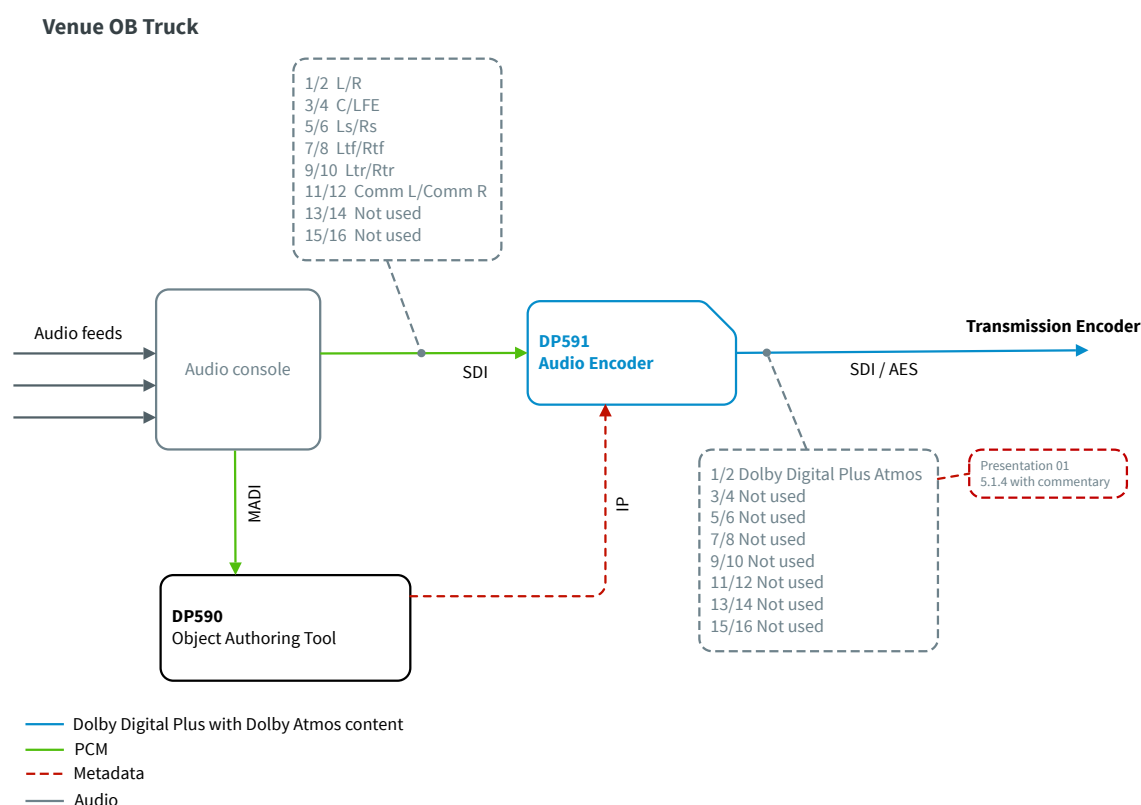 Venue OB Truck
1/2 L/R
3/4 C/LFE
5/6 Ls/Rs
7/8 Ltf/Rtf
9/10 Ltr/Rtr
11/12 Comm L/Comm R
13/14 Not used
15/16 Not used
Audio feeds
Audio console
SDI
DP591
Audio Encoder
Transmission Encoder
SDI / AES
MADI
IP
1/2 Dolby Digital Plus Atmos
3/4 Not used
5/6 Not used
7/8 Not used
9/10 Not used
11/12 Not used
13/14 Not used
15/16 Not used
Presentation 01
5.1.4 with commentary
DP590
Object Authoring Tool
Dolby Digital Plus with Dolby Atmos content
PCM
Metadata
Audio